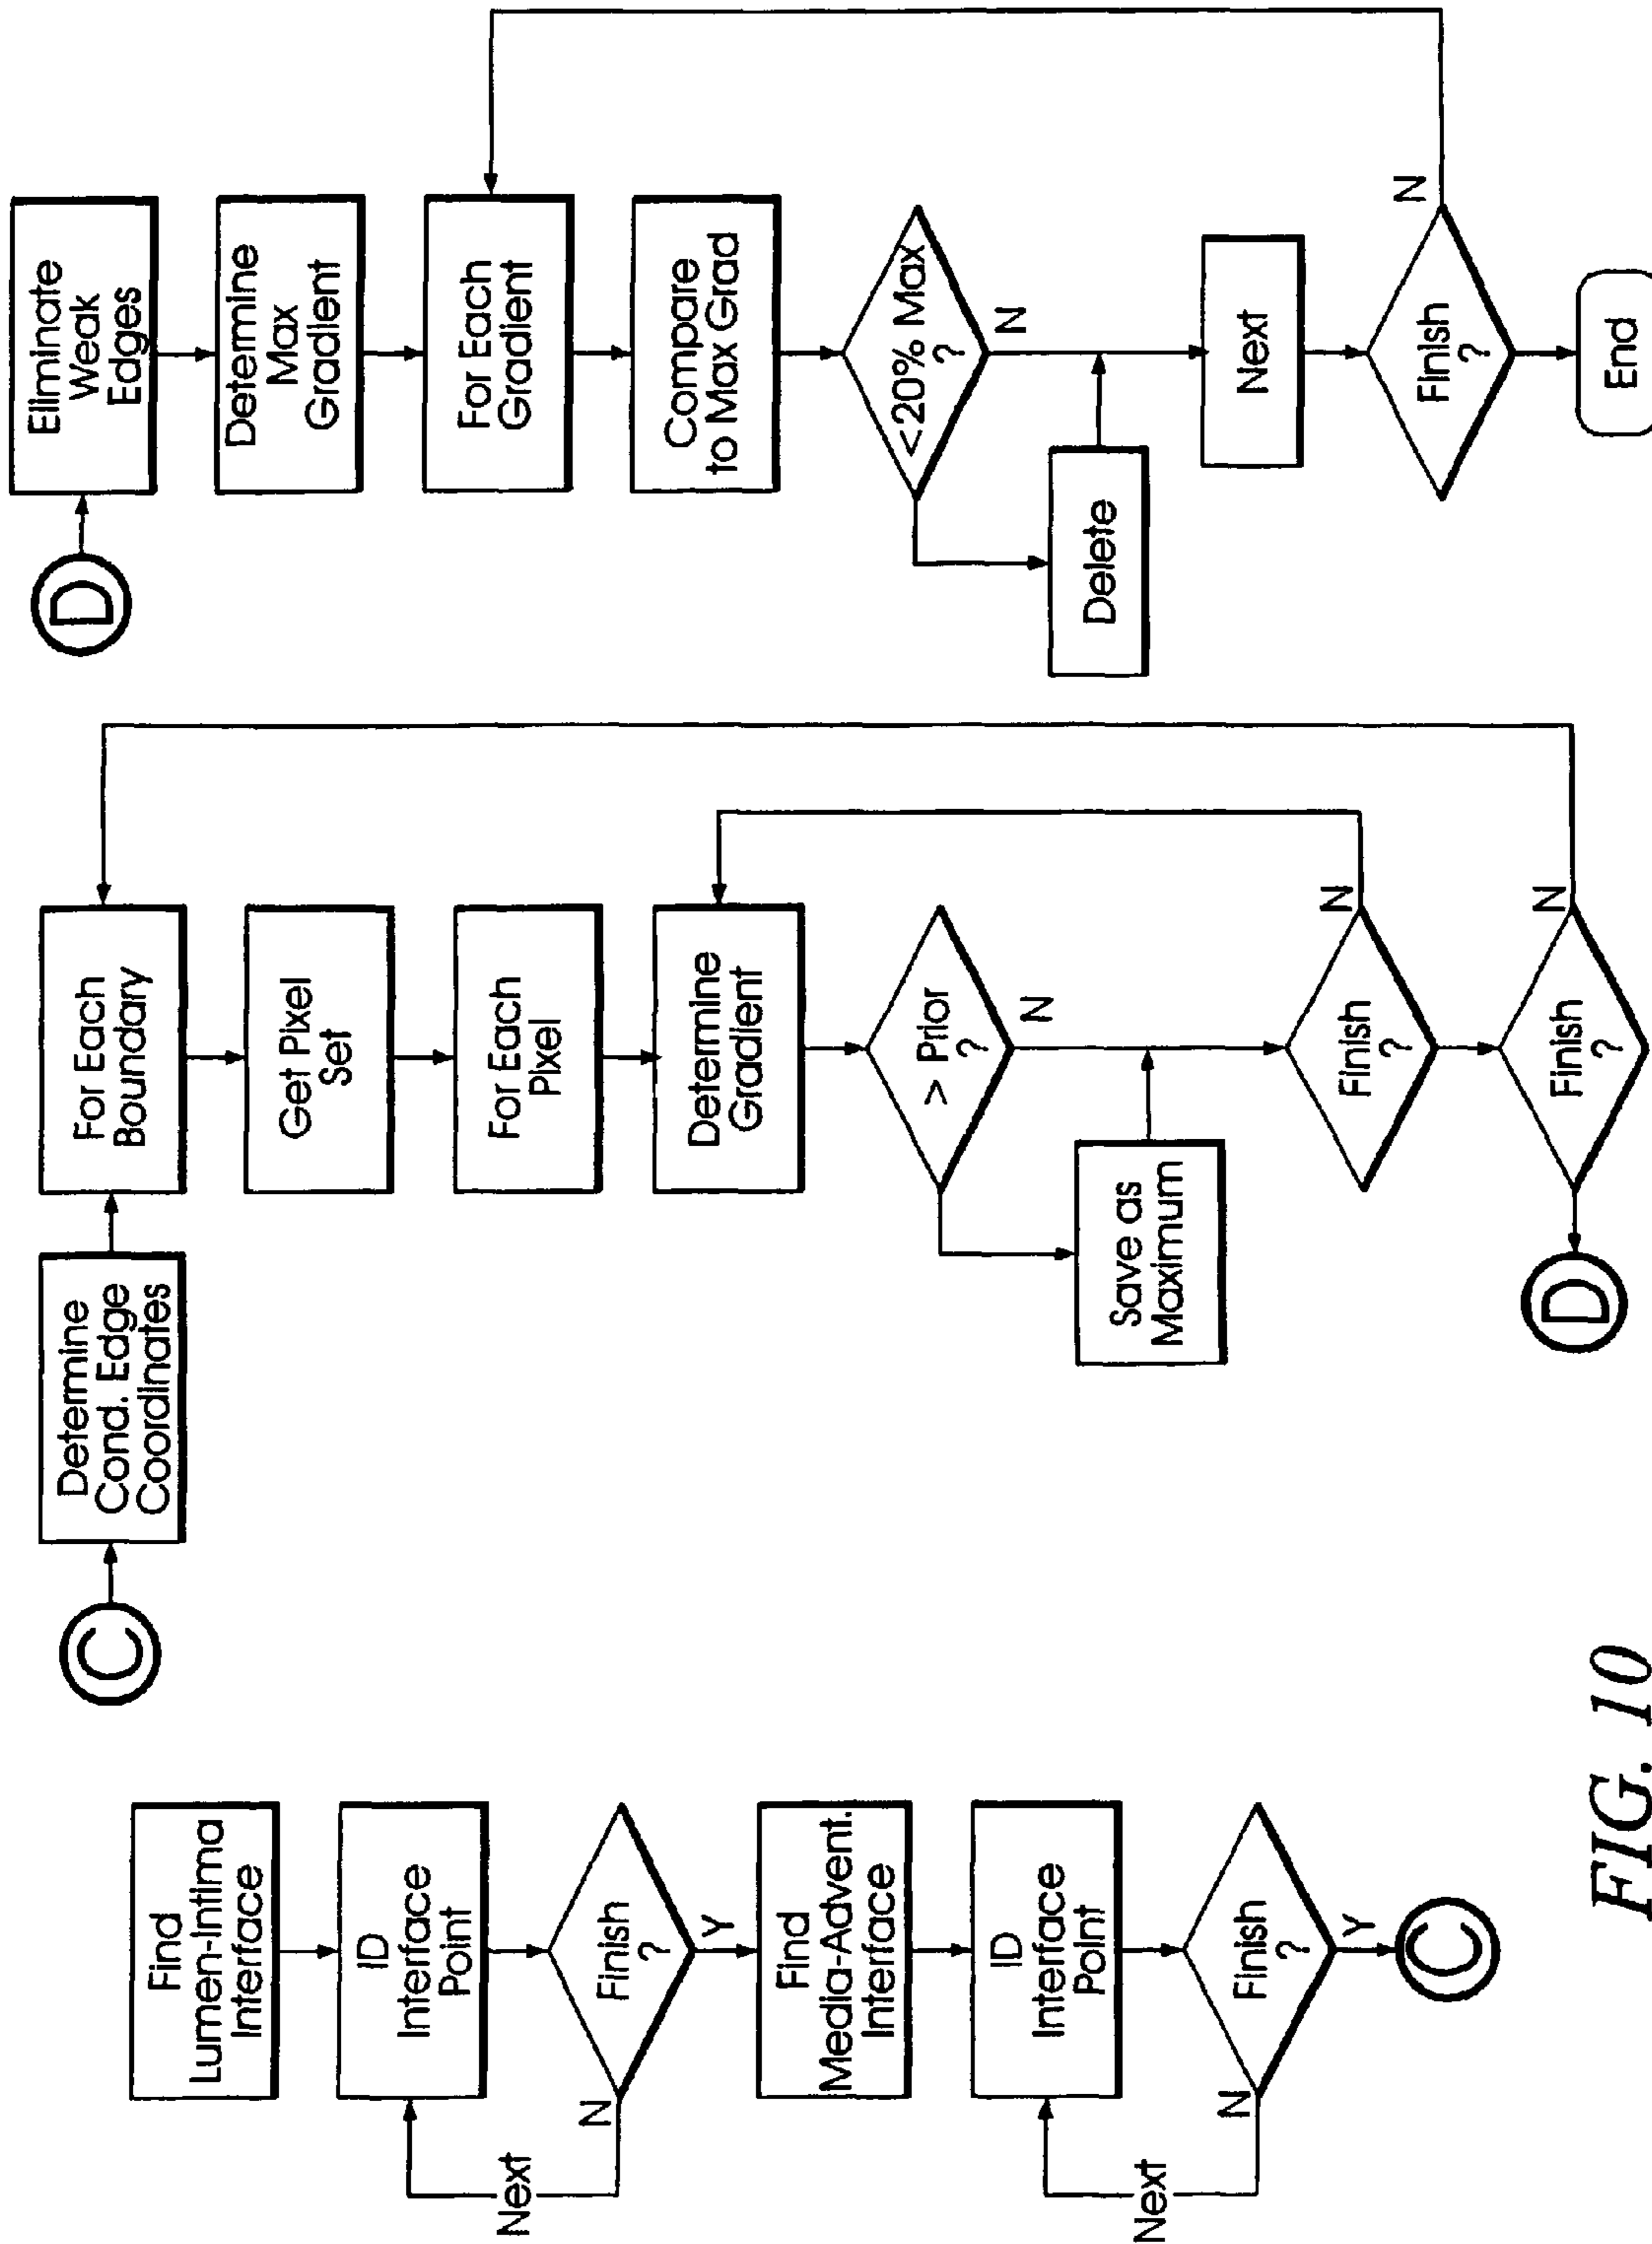 Find
Lumen-Intima
Interface
ID
Interface
Point
Finish
?
N
Next
Y
Find
Media-Advent.
Interface
ID
Interface
Point
Finish
?
N
Next
Y
C
C
Determine
Cond. Edge
Coordinates
For Each
Boundary
Get Pixel
Set
For Each
Pixel
Determine
Gradient
> Prior
?
N
Save as
Maximum
Finish
?
N
Finish
?
N
D
D
Eliminate
Weak
Edges
Determine
Max
Gradient
For Each
Gradient
Compare
to Max Grad
<20% Max
?
N
Delete
Next
Finish
?
N
End
FIG. 10